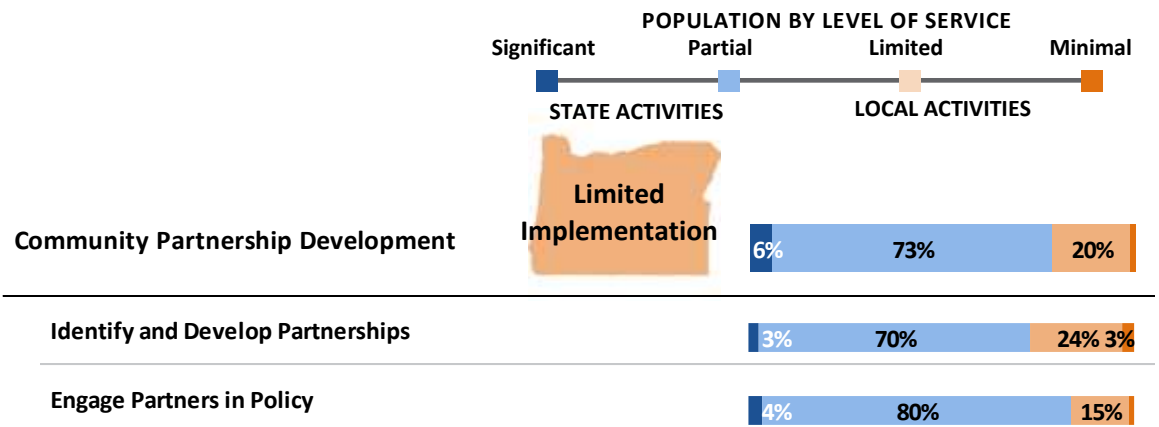 POPULATION BY LEVEL OF SERVICE
Significant Partial Limited Minimal
STATE ACTIVITIES LOCAL ACTIVITIES
Limited
Implementation
Community Partnership Development 6% 73% 20%
Identify and Develop Partnerships 3% 70% 24% 3%
Engage Partners in Policy 4% 80% 15%